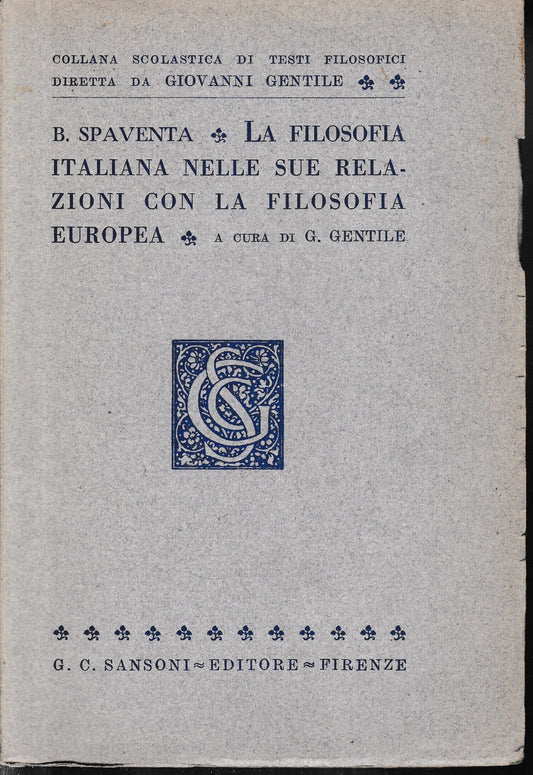 COLLANA SCOLASTICA DI TESTI FILOSOFICI
DIRETTA DA GIOVANNI GENTILE
B. SPAVENTA LA FILOSOFIA
ITALIANA NELLE SUE RELA-
ZIONI CON LA FILOSOFIA
EUROPEA A CURA DI G. GENTILE
GCS
G. C. SANSONI≈EDITORE≈FIRENZE